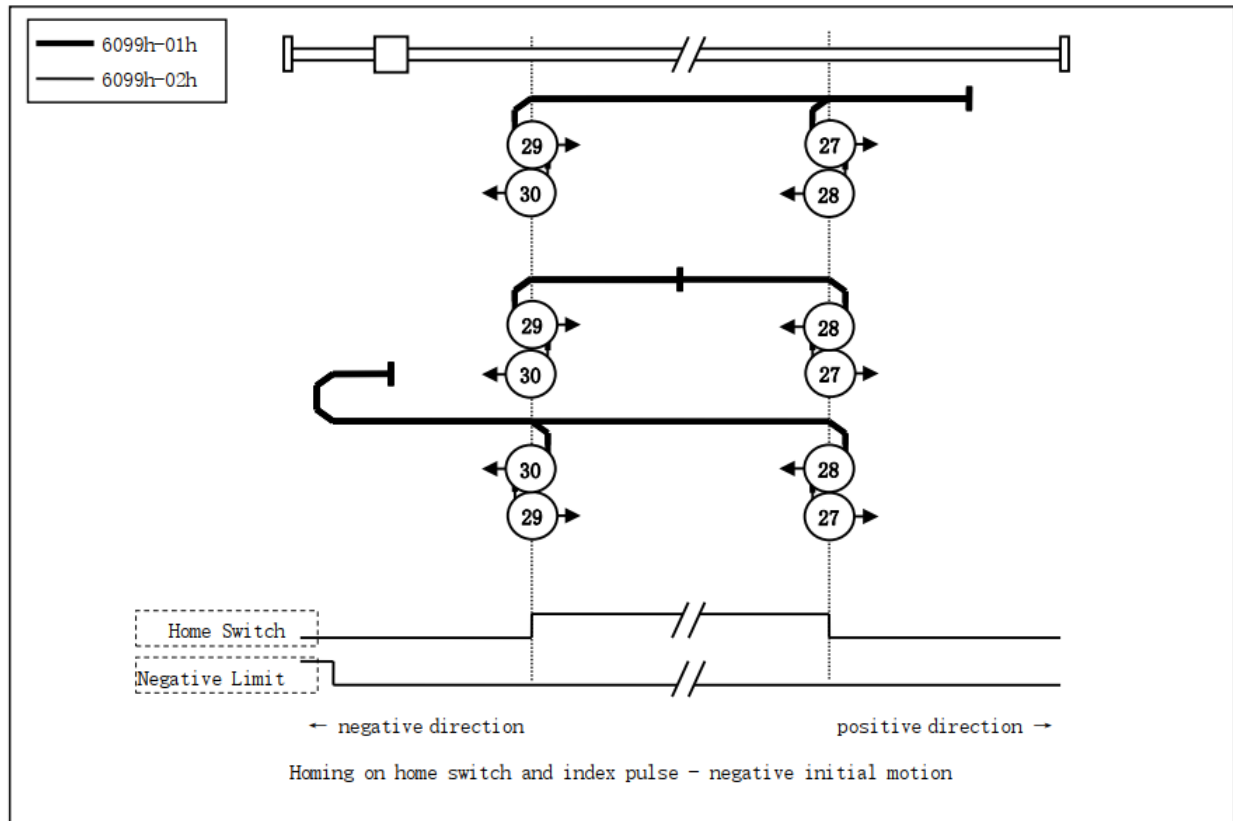 6099h-01h
6099h-02h
29 27
30 28
29 28
30 27
30 28
29 27
Home Switch
Negative Limit
← negative direction positive direction →
Homing on home switch and index pulse - negative initial motion